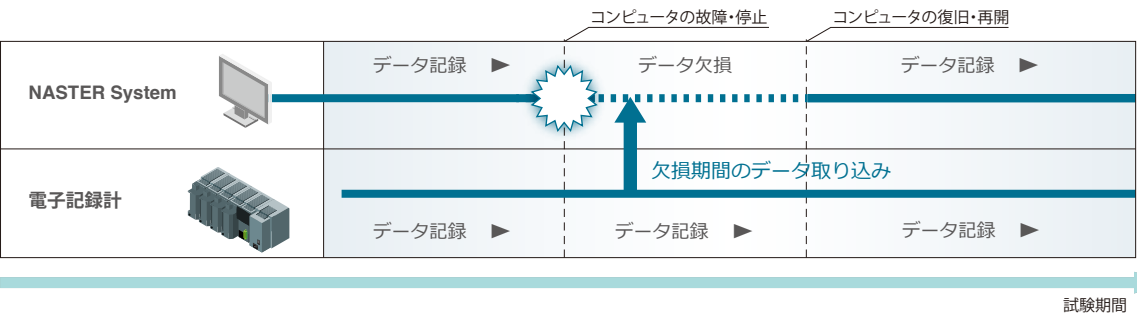 コンピュータの故障・停止
コンピュータの復旧・再開
データ記録 ▶
データ欠損
データ記録 ▶
NASTER System
欠損期間のデータ取り込み
電子記録計
データ記録 ▶
データ記録 ▶
データ記録 ▶
試験期間